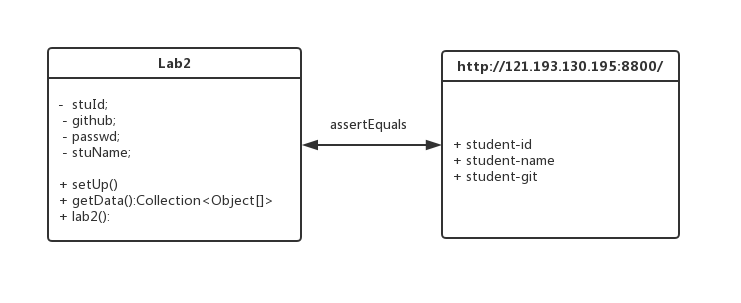 Lab2
- stuId;
- github;
- passwd;
- stuName;
+ setUp()
+ getData():Collection<Object[]>
+ lab2():
assertEquals
http://121.193.130.195:8800/
+ student-id
+ student-name
+ student-git